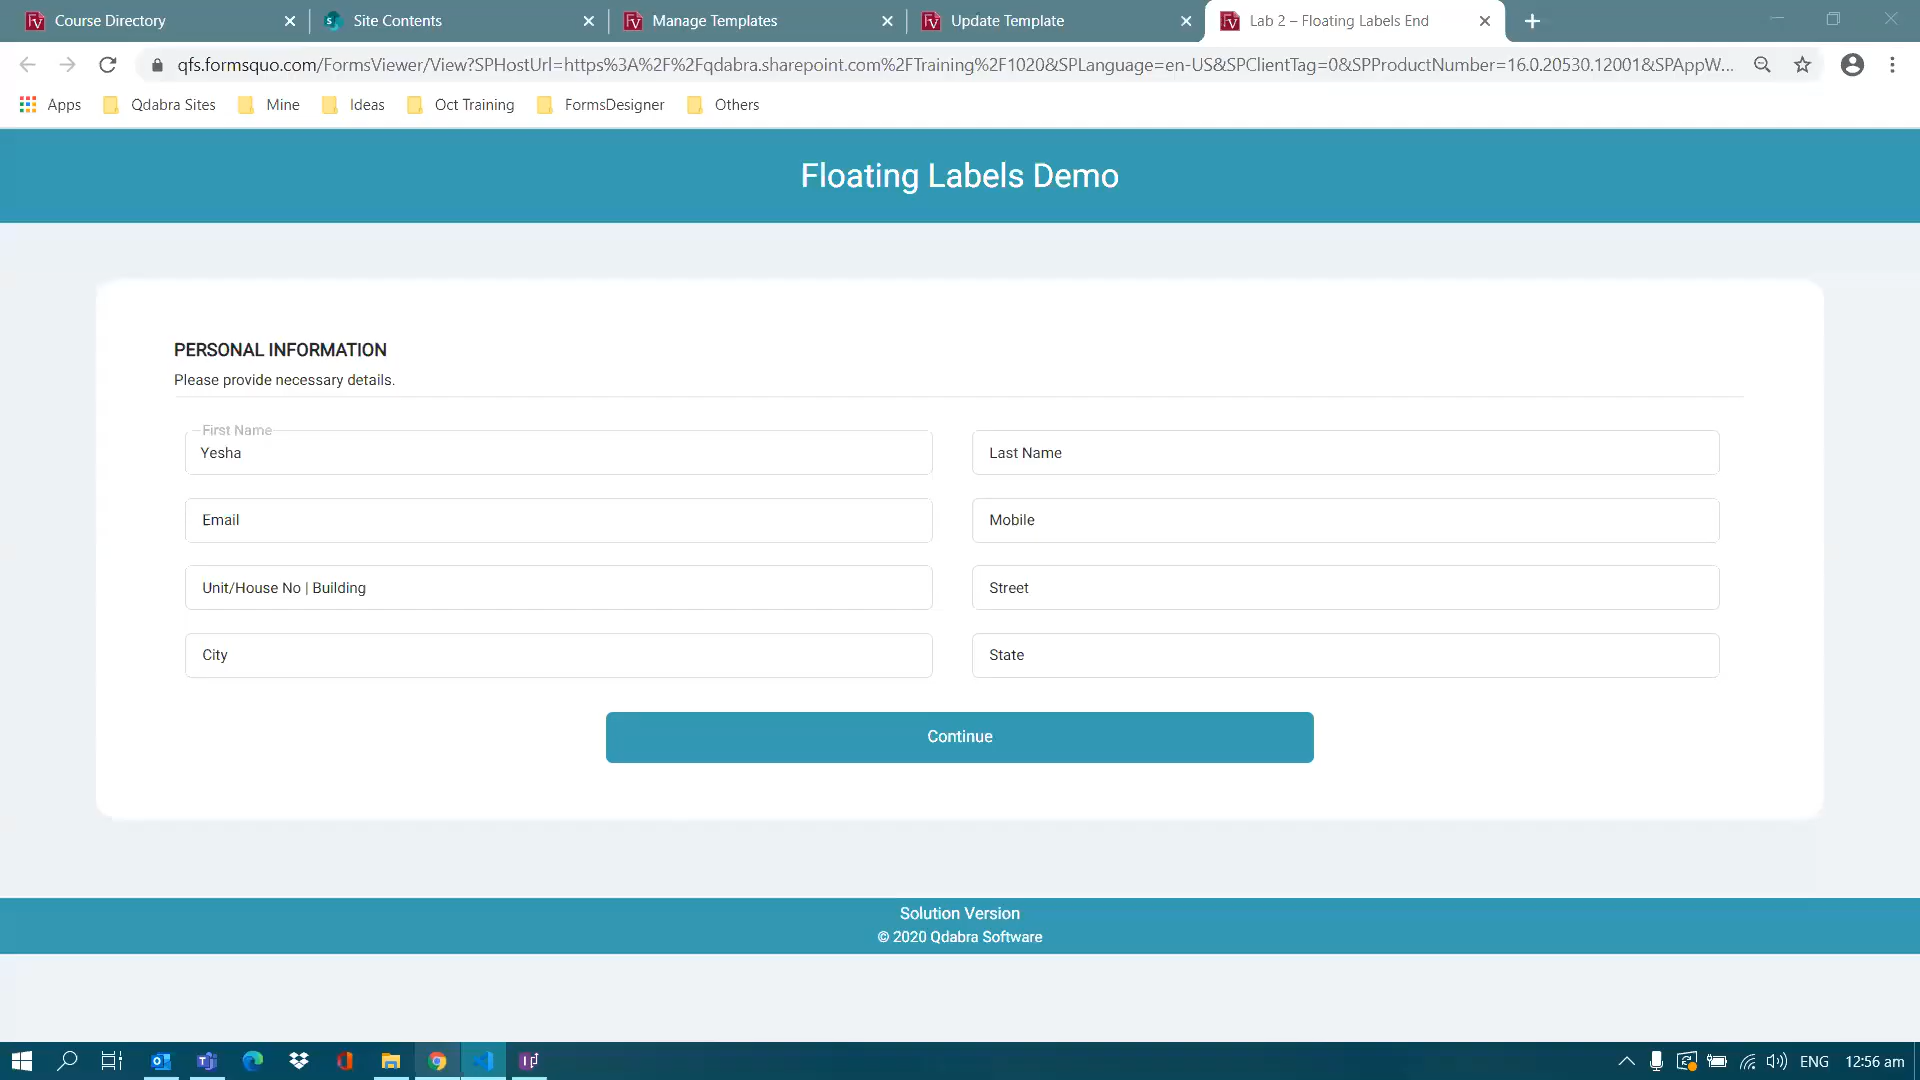 Course Directory
Site Contents
Manage Templates
Update Template
Lab 2 – Floating Labels End
qfs.formsquo.com/FormsViewer/View?SPHostUrl=https%3A%2F%2Fqdabra.sharepoint.com%2FTraining%2F1020&SPLanguage=en-US&SPClientTag=0&SPProductNumber=16.0.20530.12001&SPAppW...
Apps
Qdabra Sites
Mine
Ideas
Oct Training
FormsDesigner
Others
Floating Labels Demo
PERSONAL INFORMATION
Please provide necessary details.
First Name
Yesha
Last Name
Email
Mobile
Unit/House No | Building
Street
City
State
Continue
Solution Version
© 2020 Qdabra Software
ENG
12:56 am